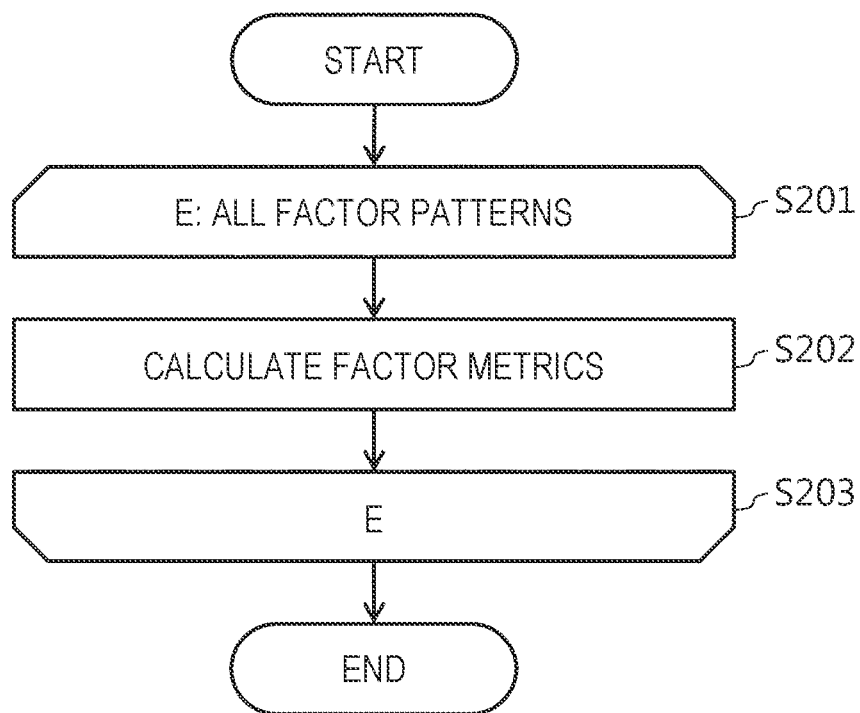 START
E: ALL FACTOR PATTERNS
S201
CALCULATE FACTOR METRICS
S202
E
S203
END